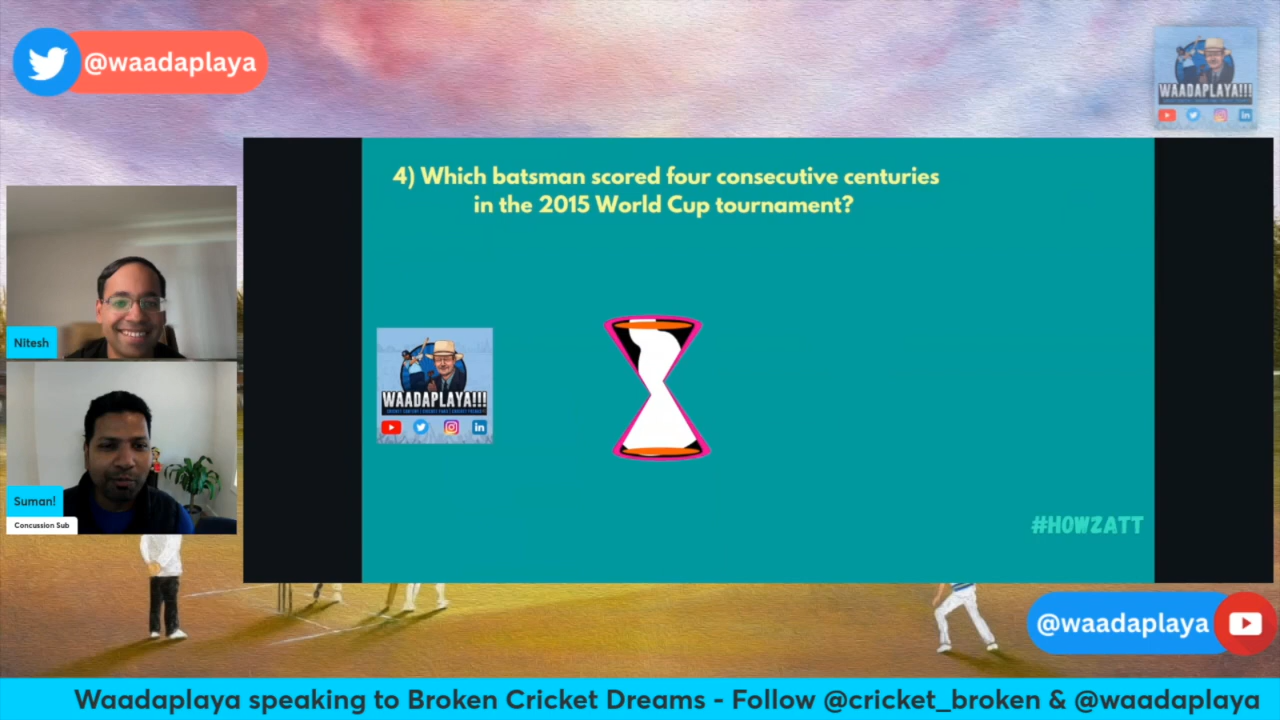 @waadaplaya
WAADAPLAYA!!!
4) Which batsman scored four consecutive centuries
in the 2015 World Cup tournament?
Nitesh
WAADAPLAYA!!!
Suman!
Concussion Sub
#HOWZATT
@waadaplaya
Waadaplaya speaking to Broken Cricket Dreams - Follow @cricket_broken & @waadaplaya